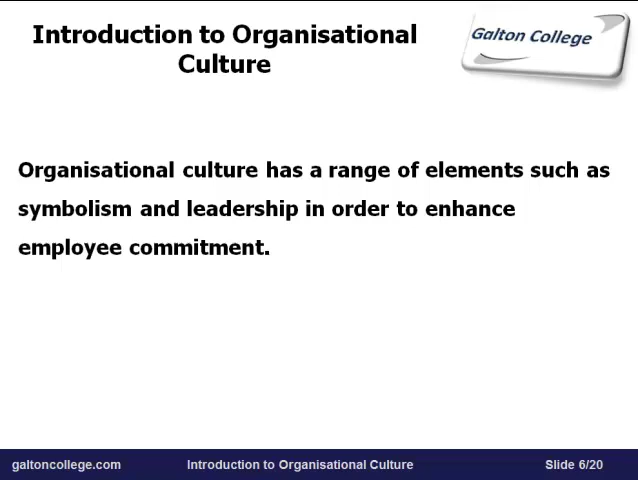 Introduction to Organisational
Culture
Galton College
Organisational culture has a range of elements such as
symbolism and leadership in order to enhance
employee commitment.
galtoncollege.com Introduction to Organisational Culture Slide 6/20